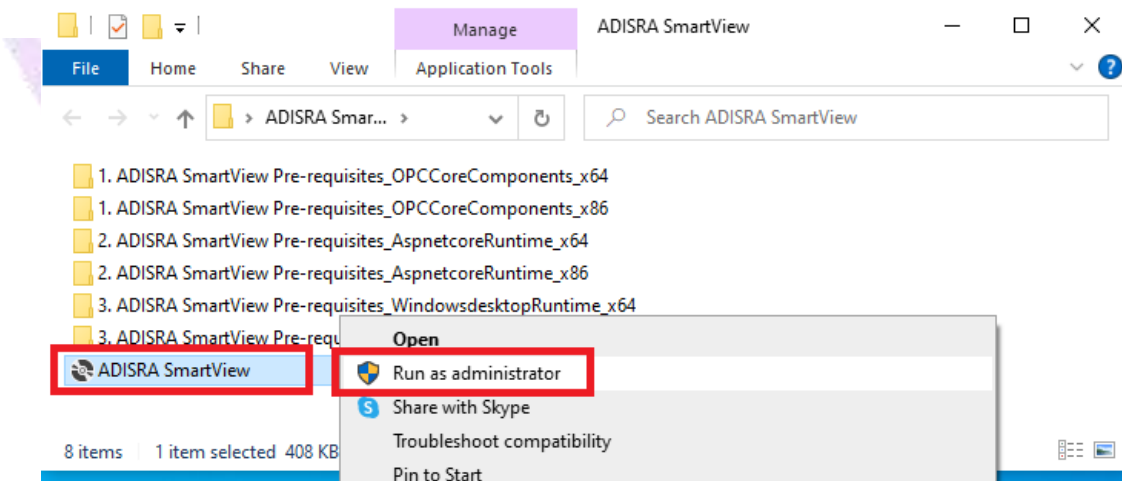 Manage
ADISRA SmartView
File
Home
Share
View
Application Tools
?
ADISRA Smar...
Search ADISRA SmartView
1. ADISRA SmartView Pre-requisites_OPCCoreComponents_x64
1. ADISRA SmartView Pre-requisites_OPCCoreComponents_x86
2. ADISRA SmartView Pre-requisites_AspnetcoreRuntime_x64
2. ADISRA SmartView Pre-requisites_AspnetcoreRuntime_x86
3. ADISRA SmartView Pre-requisites_WindowsdesktopRuntime_x64
3. ADISRA SmartView Pre-requ
Open
ADISRA SmartView
Run as administrator
Share with Skype
Troubleshoot compatibility
8 items
1 item selected 408 KB
Pin to Start